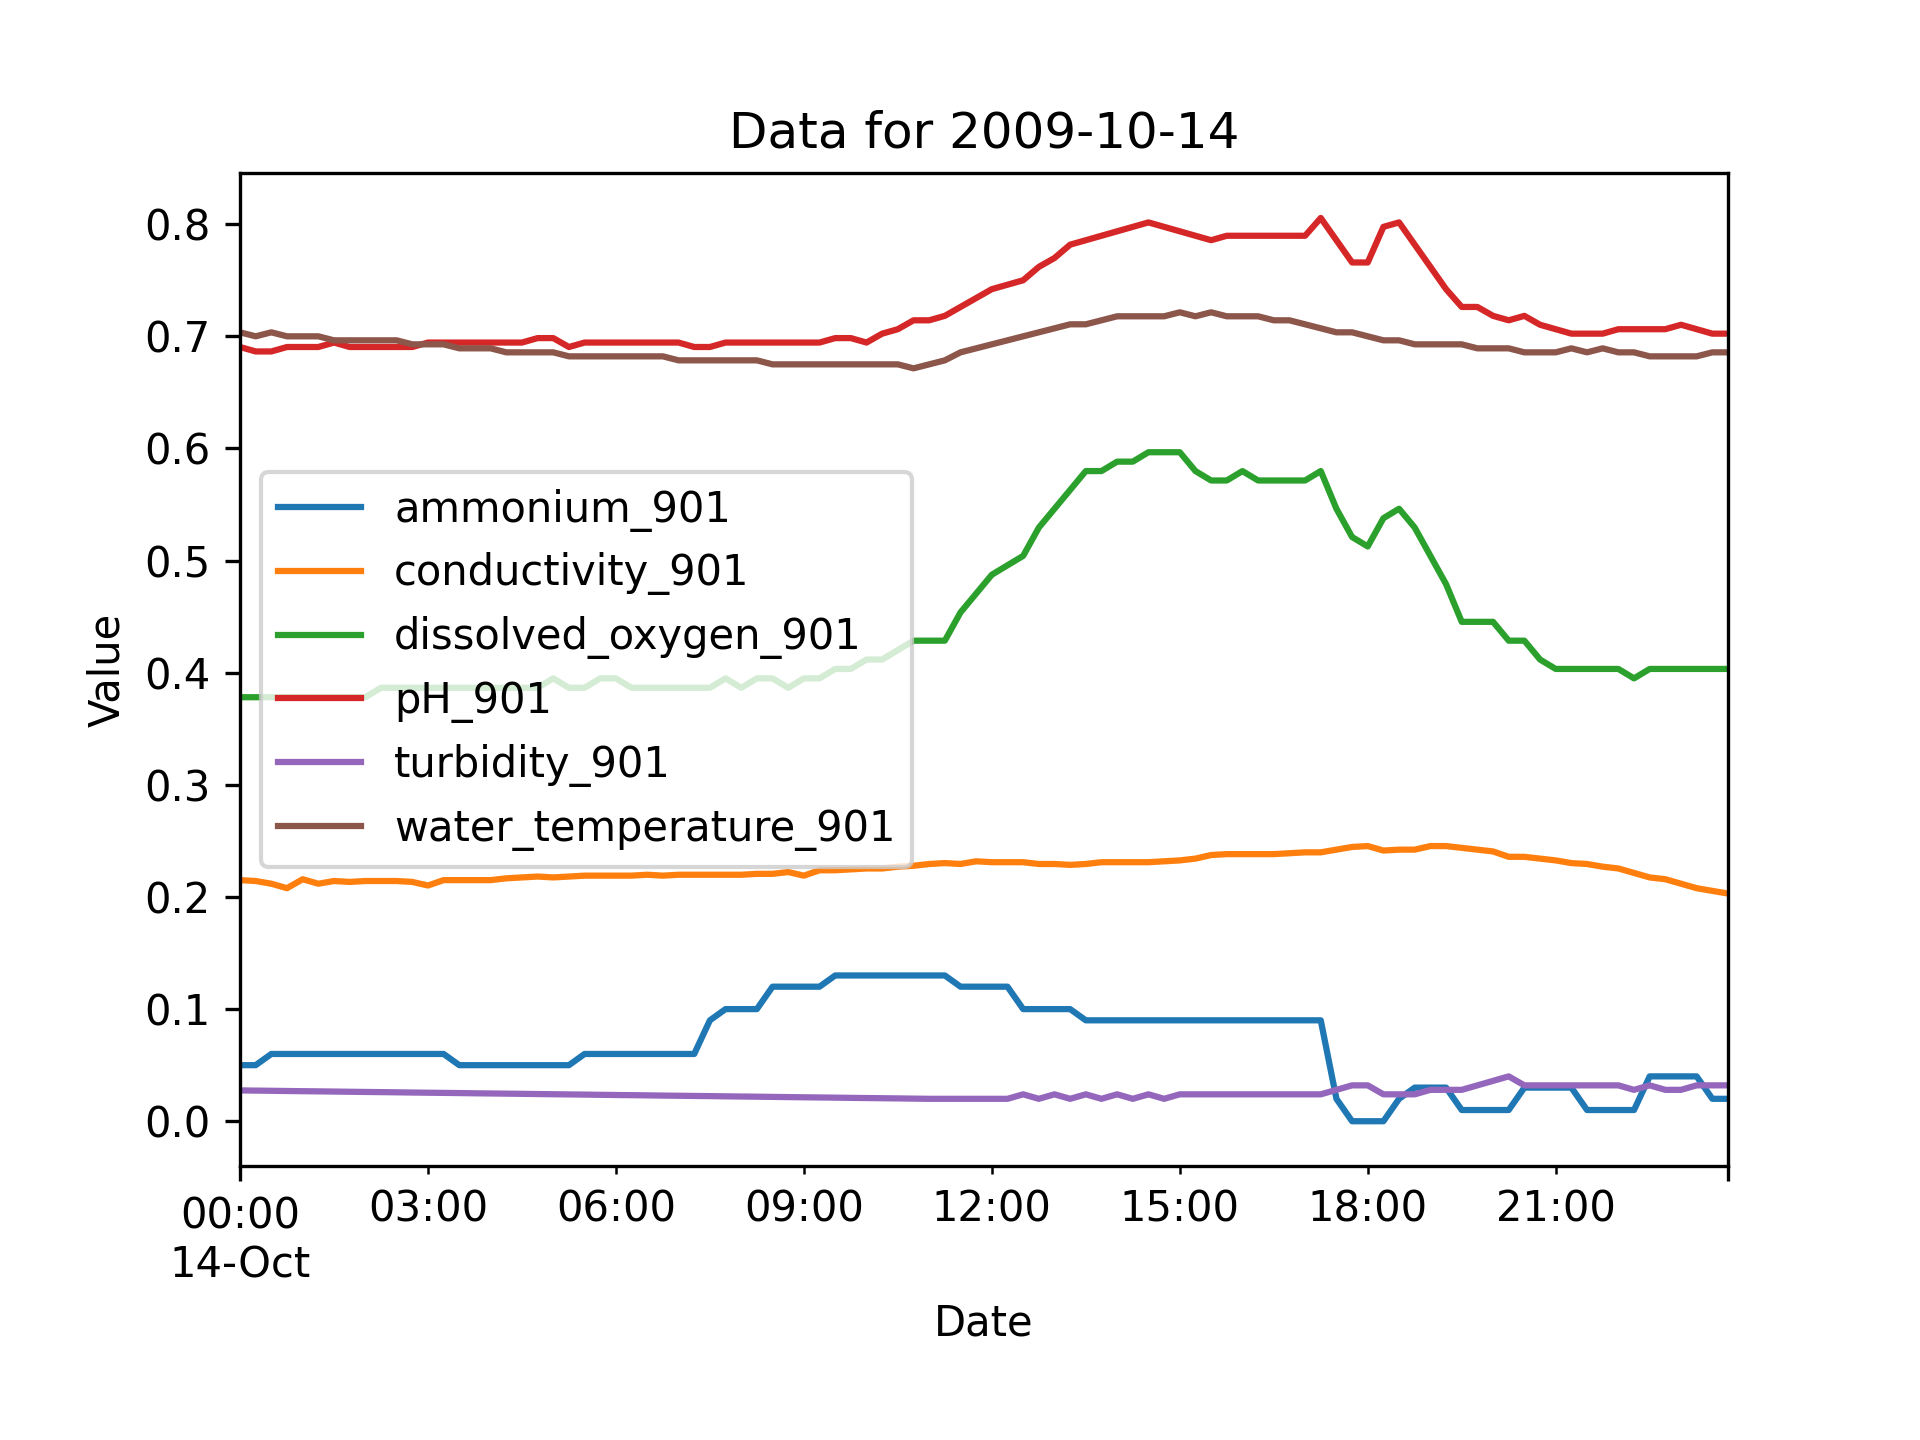 Data for 2009-10-14
0.8
0.7
0.6
0.5
0.4
0.3
0.2
0.1
0.0
Value
ammonium_901
conductivity_901
dissolved_oxygen_901
pH_901
turbidity_901
water_temperature_901
00:00 03:00 06:00 09:00 12:00 15:00 18:00 21:00
14-Oct
Date